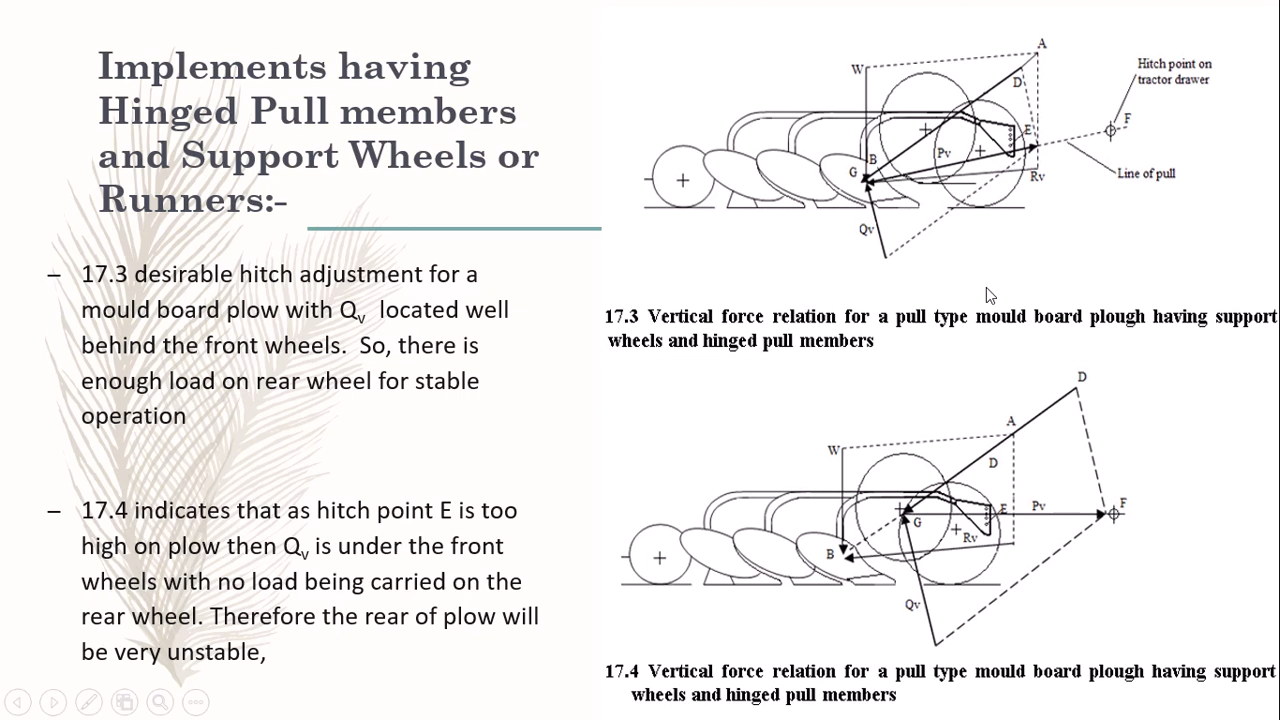 Implements having
Hinged Pull members
and Support Wheels or
Runners:-
– 17.3 desirable hitch adjustment for a
mould board plow with Qv located well
behind the front wheels. So, there is
enough load on rear wheel for stable
operation
– 17.4 indicates that as hitch point E is too
high on plow then Qv is under the front
wheels with no load being carried on the
rear wheel. Therefore the rear of plow will
be very unstable,
A
W
D
Hitch point on
tractor drawer
F
E
B
Pv
G
Rv
Line of pull
Qv
17.3 Vertical force relation for a pull type mould board plough having support
wheels and hinged pull members
D
A
W
D
E
Pv
F
G
Rv
B
Qv
17.4 Vertical force relation for a pull type mould board plough having support
wheels and hinged pull members